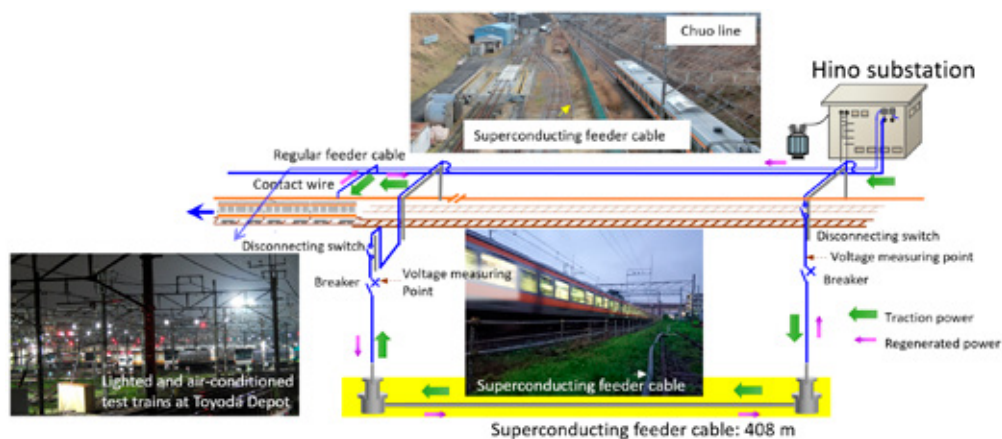 Chuo line
Hino substation
Superconducting feeder cable
Regular feeder cable
Contact wire
Disconnecting switch
Disconnecting switch
Voltage measuring point
Breaker
Voltage measuring
Point
Breaker
Traction power
Regenerated power
Lighted and air-conditioned
test trains at Toyoda Depot
Superconducting feeder cable
Superconducting feeder cable: 408 m